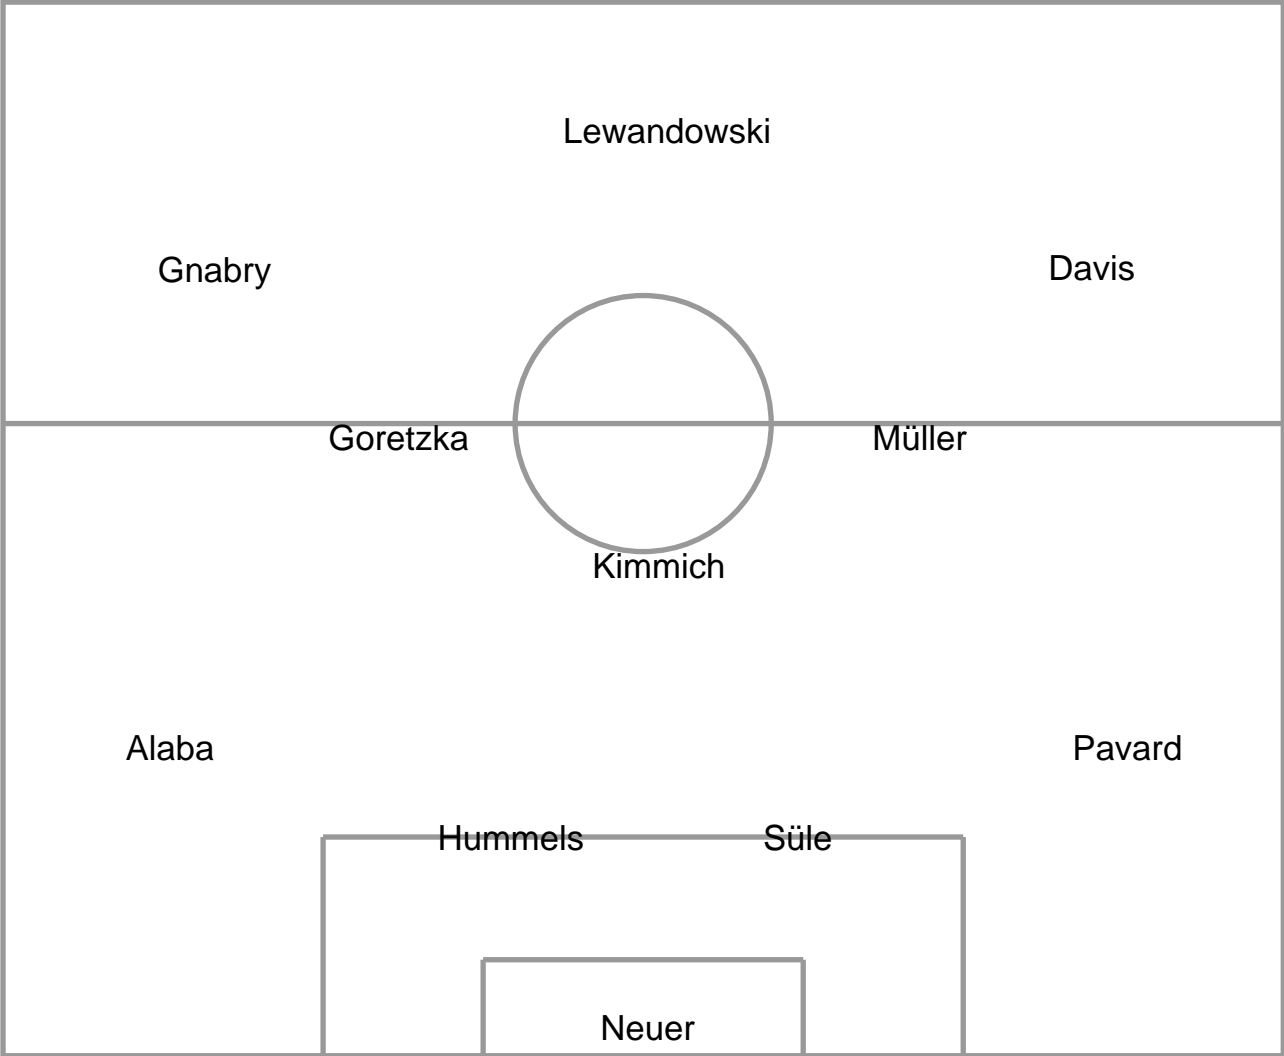 Lewandowski
Gnabry
Davis
Goretzka
Müller
Kimmich
Alaba
Pavard
Hummels
Süle
Neuer